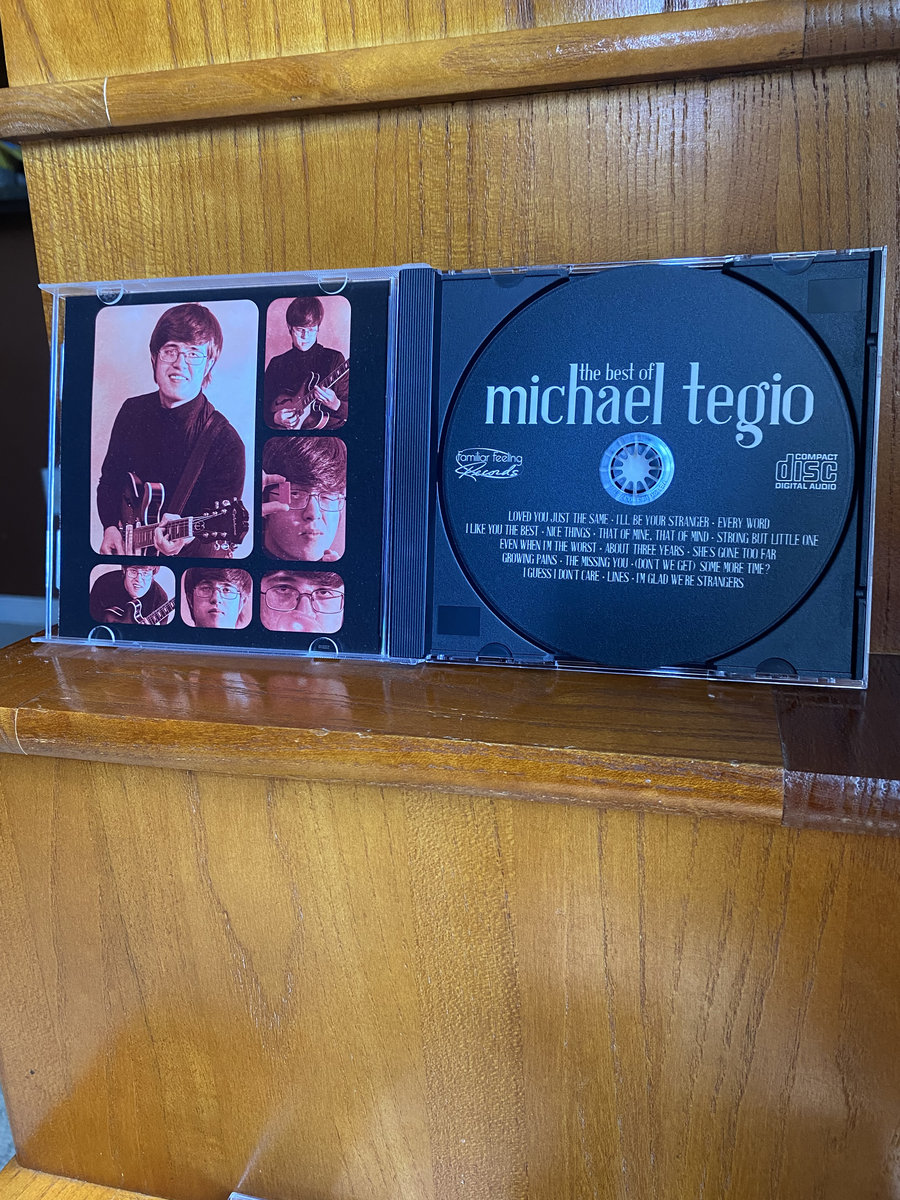 the best of
michael tegio
familiar feeling
Records
COMPACT
disc
DIGITAL AUDIO
LOVED YOU JUST THE SAME • I'LL BE YOUR STRANGER • EVERY WORD
I LIKE YOU THE BEST • NICE THINGS • THAT OF MINE, THAT OF MIND • STRONG BUT LITTLE ONE
EVEN WHEN I'M THE WORST • ABOUT THREE YEARS • SHE'S GONE TOO FAR
GROWING PAINS • THE MISSING YOU • (DON'T WE GET) SOME MORE TIME?
I GUESS I DON'T CARE • LINES • I'M GLAD WE'RE STRANGERS